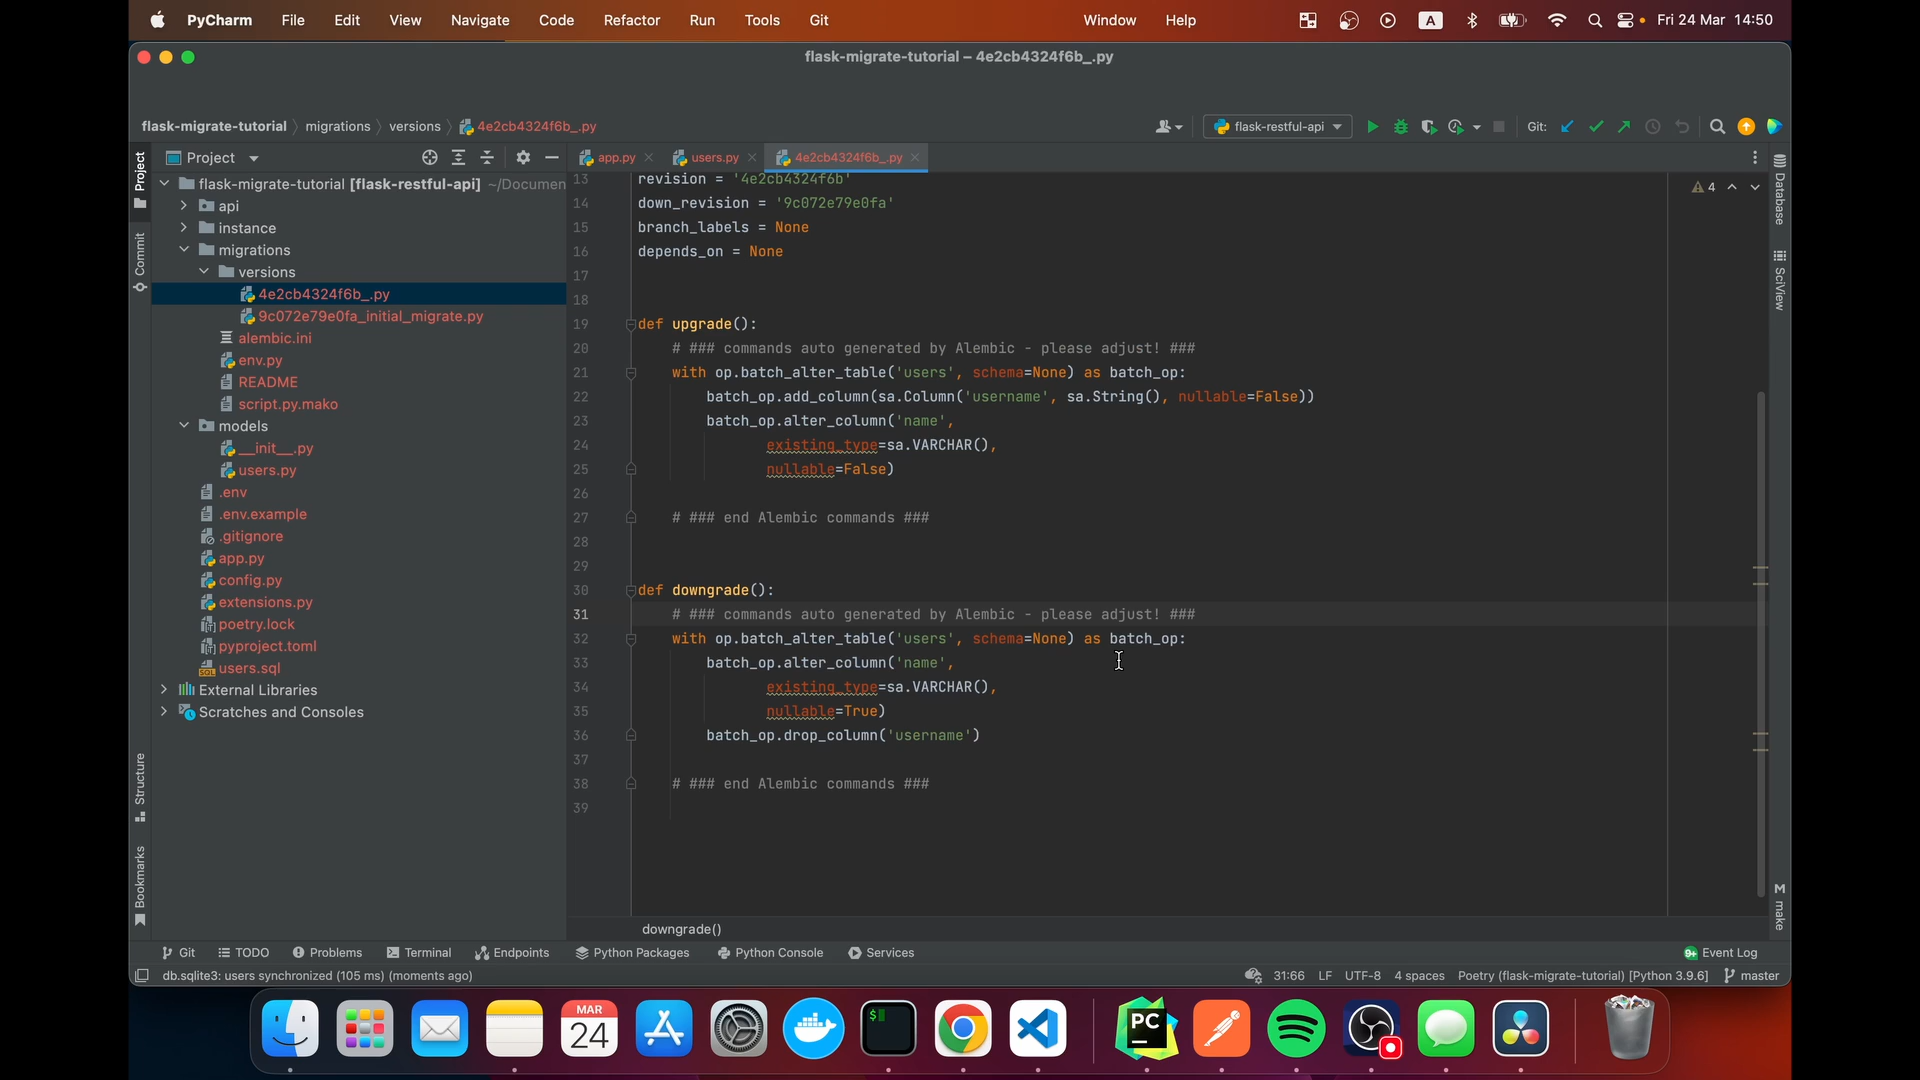 PyCharm File Edit View Navigate Code Refactor Run Tools Git Window Help A Fri 24 Mar 14:50
flask-migrate-tutorial – 4e2cb4324f6b_.py
flask-migrate-tutorial migrations versions 4e2cb4324f6b_.py flask-restful-api Git:
Project app.py users.py 4e2cb4324f6b_.py
Project
Commit
Structure
Bookmarks
flask-migrate-tutorial [flask-restful-api] ~/Documen
api
instance
migrations
versions
4e2cb4324f6b_.py
9c072e79e0fa_initial_migrate.py
alembic.ini
env.py
README
script.py.mako
models
__init__.py
users.py
.env
.env.example
.gitignore
app.py
config.py
extensions.py
poetry.lock
pyproject.toml
users.sql
External Libraries
Scratches and Consoles
13 revision = '4e2cb4324f6b'
14 down_revision = '9c072e79e0fa'
15 branch_labels = None
16 depends_on = None
17
18
19 def upgrade():
20 # ### commands auto generated by Alembic - please adjust! ###
21 with op.batch_alter_table('users', schema=None) as batch_op:
22 batch_op.add_column(sa.Column('username', sa.String(), nullable=False))
23 batch_op.alter_column('name',
24 existing_type=sa.VARCHAR(),
25 nullable=False)
26
27 # ### end Alembic commands ###
28
29
30 def downgrade():
31 # ### commands auto generated by Alembic - please adjust! ###
32 with op.batch_alter_table('users', schema=None) as batch_op:
33 batch_op.alter_column('name',
34 existing_type=sa.VARCHAR(),
35 nullable=True)
36 batch_op.drop_column('username')
37
38 # ### end Alembic commands ###
39
4
Database
SciView
make
downgrade()
Git TODO Problems Terminal Endpoints Python Packages Python Console Services 9+ Event Log
db.sqlite3: users synchronized (105 ms) (moments ago) 31:66 LF UTF-8 4 spaces Poetry (flask-migrate-tutorial) [Python 3.9.6] master
MAR
24
$
PC